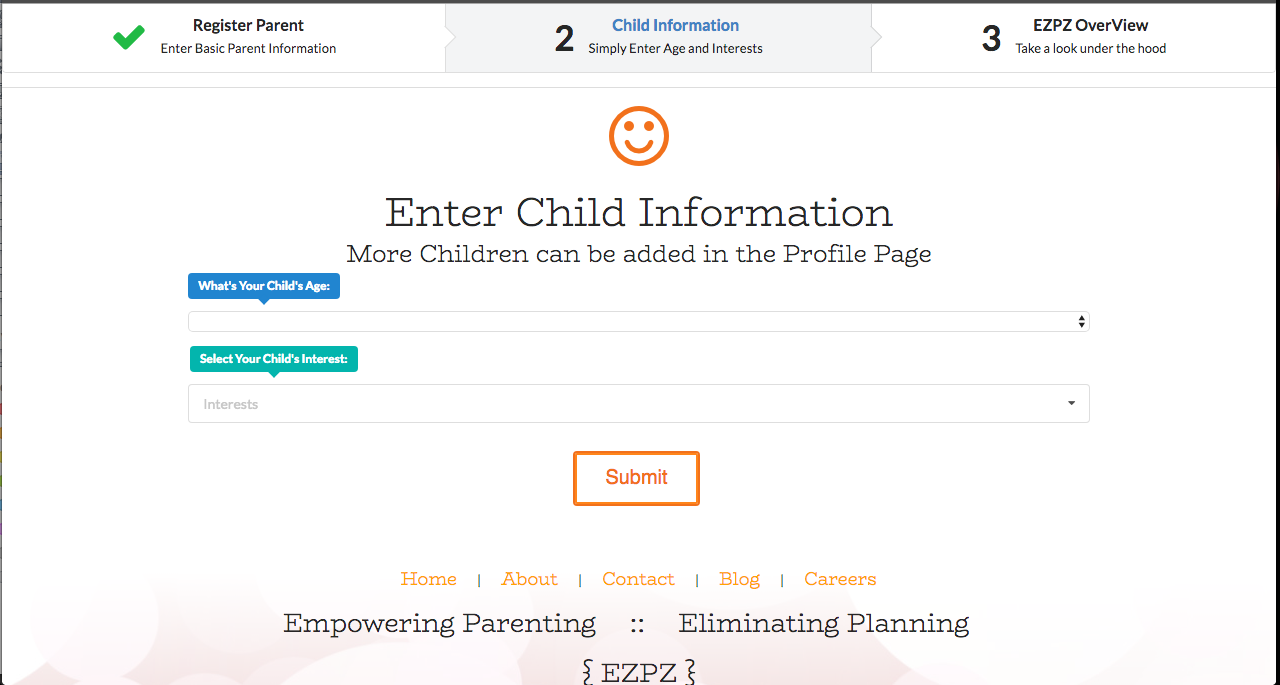 Register Parent
Enter Basic Parent Information
2
Child Information
Simply Enter Age and Interests
3
EZPZ OverView
Take a look under the hood
Enter Child Information
More Children can be added in the Profile Page
What's Your Child's Age:
Select Your Child's Interest:
Interests
Submit
Home | About | Contact | Blog | Careers
Empowering Parenting :: Eliminating Planning
{ EZPZ }